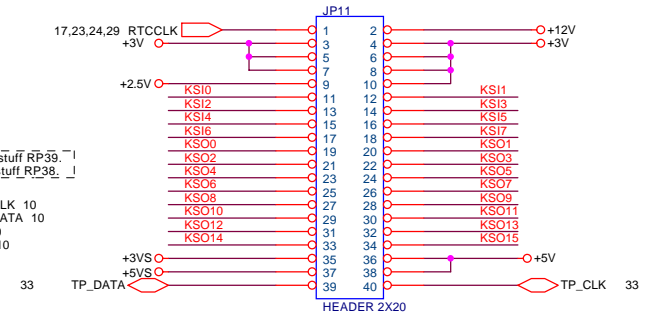 JP11
17,23,24,29 RTCCLK 1 2 +12V
+3V 3 4 +3V
5 6
7 8
+2.5V 9 10
KSI0 11 12 KSI1
KSI2 13 14 KSI3
KSI4 15 16 KSI5
KSI6 17 18 KSI7
KSO0 19 20 KSO1
KSO2 21 22 KSO3
KSO4 23 24 KSO5
KSO6 25 26 KSO7
KSO8 27 28 KSO9
KSO10 29 30 KSO11
KSO12 31 32 KSO13
KSO14 33 34 KSO15
+3VS 35 36 +5V
+5VS 37 38
33 TP_DATA 39 40 TP_CLK 33
HEADER 2X20
stuff RP39.
stuff RP38.
LK 10
ATA 10
10